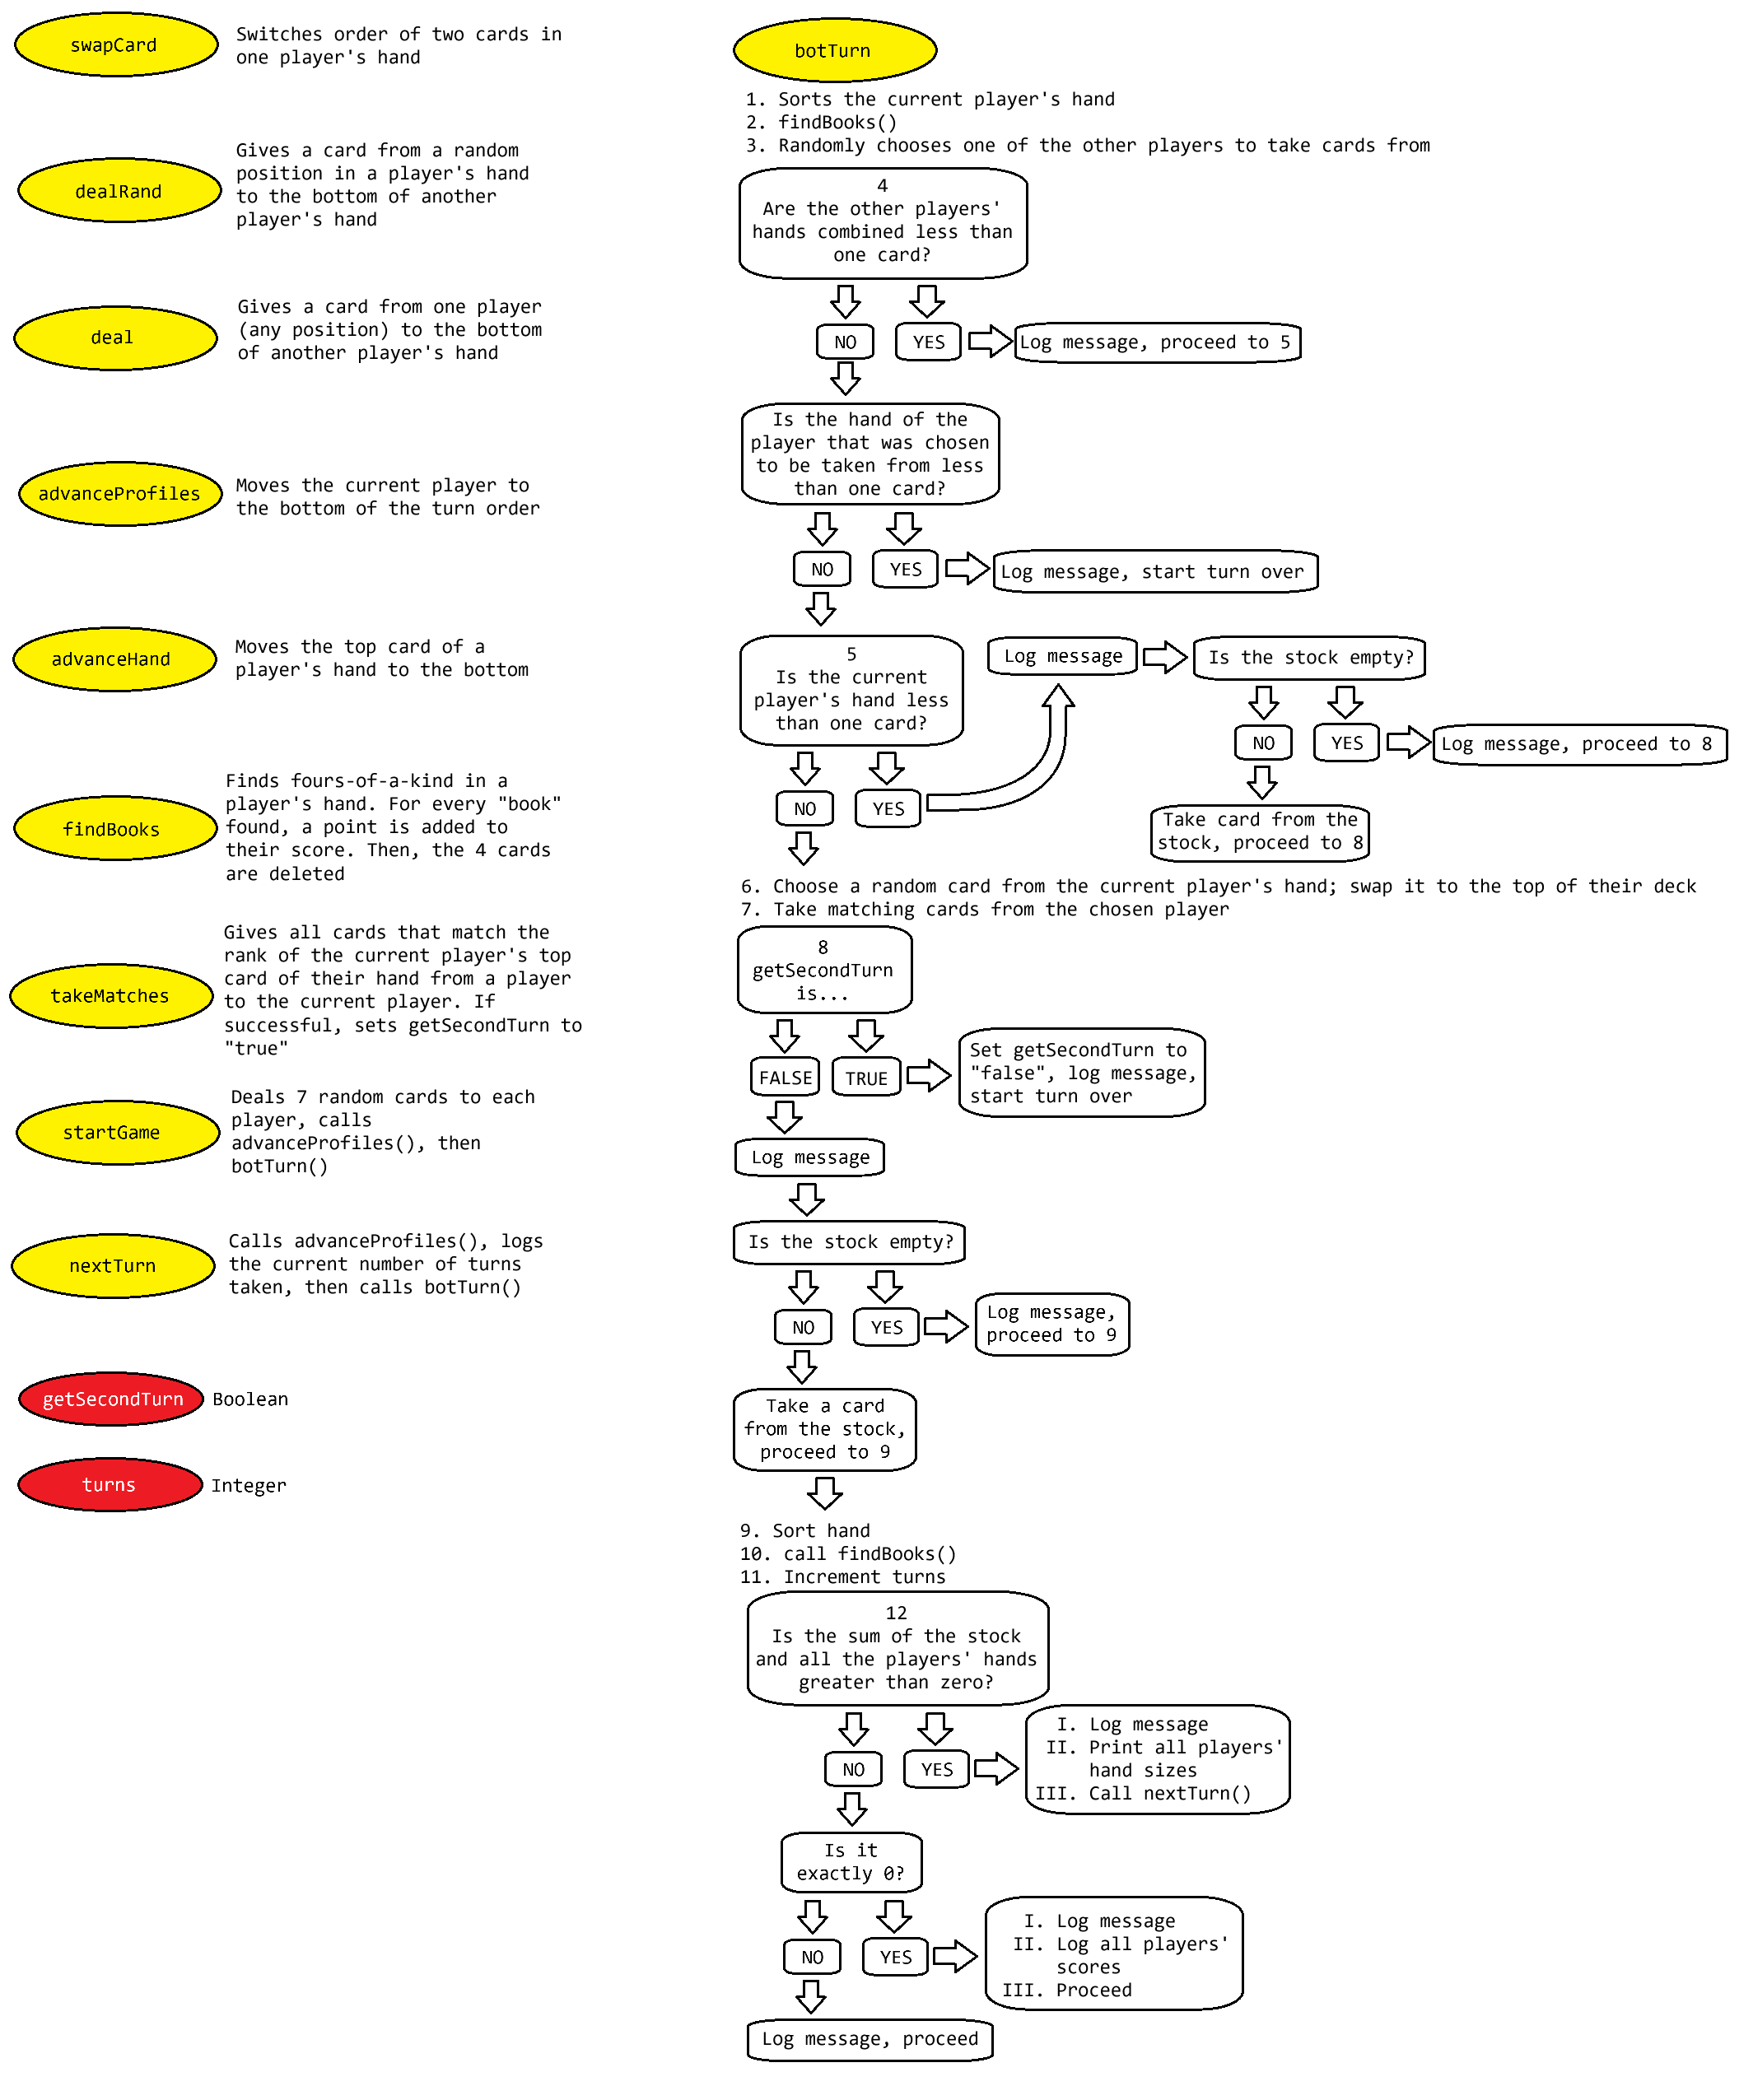 swapCard
Switches order of two cards in
one player's hand
dealRand
Gives a card from a random
position in a player's hand
to the bottom of another
player's hand
deal
Gives a card from one player
(any position) to the bottom
of another player's hand
advanceProfiles
Moves the current player to
the bottom of the turn order
advanceHand
Moves the top card of a
player's hand to the bottom
findBooks
Finds fours-of-a-kind in a
player's hand. For every "book"
found, a point is added to
their score. Then, the 4 cards
are deleted
takeMatches
Gives all cards that match the
rank of the current player's top
card of their hand from a player
to the current player. If
successful, sets getSecondTurn to
"true"
startGame
Deals 7 random cards to each
player, calls
advanceProfiles(), then
botTurn()
nextTurn
Calls advanceProfiles(), logs
the current number of turns
taken, then calls botTurn()
getSecondTurn
Boolean
turns
Integer
botTurn
1. Sorts the current player's hand
2. findBooks()
3. Randomly chooses one of the other players to take cards from
4
Are the other players'
hands combined less than
one card?
NO
YES
Log message, proceed to 5
Is the hand of the
player that was chosen
to be taken from less
than one card?
NO
YES
Log message, start turn over
5
Is the current
player's hand less
than one card?
NO
YES
Log message
Is the stock empty?
NO
YES
Log message, proceed to 8
Take card from the
stock, proceed to 8
6. Choose a random card from the current player's hand; swap it to the top of their deck
7. Take matching cards from the chosen player
8
getSecondTurn
is...
FALSE
TRUE
Set getSecondTurn to
"false", log message,
start turn over
Log message
Is the stock empty?
NO
YES
Log message,
proceed to 9
Take a card
from the stock,
proceed to 9
9. Sort hand
10. call findBooks()
11. Increment turns
12
Is the sum of the stock
and all the players' hands
greater than zero?
NO
YES
I. Log message
II. Print all players'
hand sizes
III. Call nextTurn()
Is it
exactly 0?
NO
YES
I. Log message
II. Log all players'
scores
III. Proceed
Log message, proceed